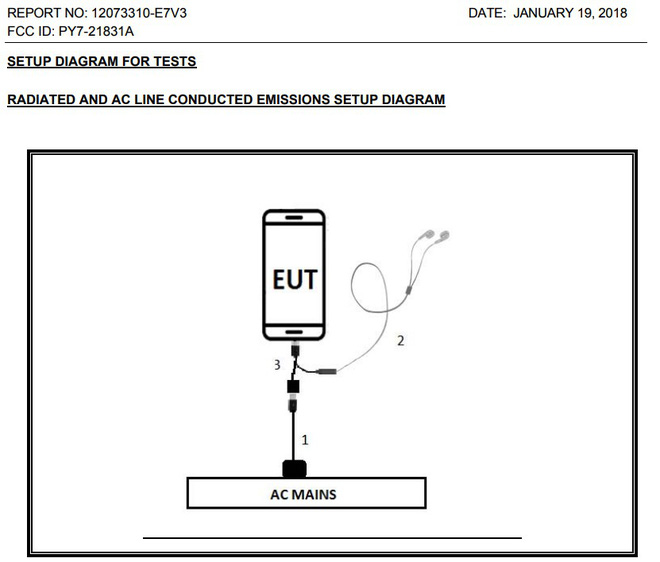 REPORT NO: 12073310-E7V3 DATE: JANUARY 19, 2018
FCC ID: PY7-21831A
SETUP DIAGRAM FOR TESTS
RADIATED AND AC LINE CONDUCTED EMISSIONS SETUP DIAGRAM
EUT
2
3
1
AC MAINS